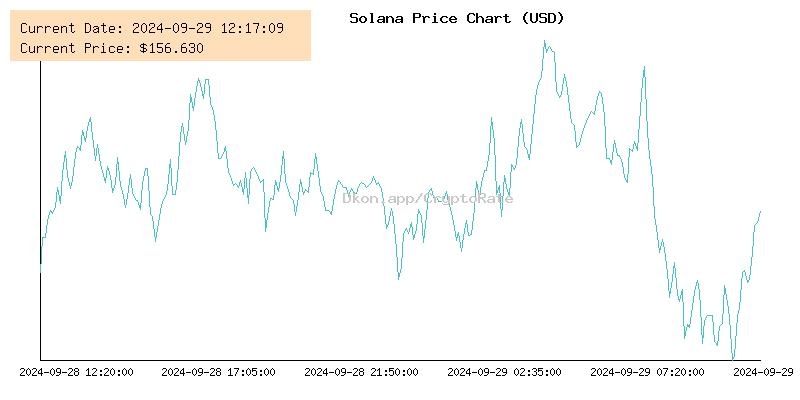 Solana Price Chart (USD)
Current Date: 2024-09-29 12:17:09
Current Price: $156.630
Dkon.app/CryptoRate
2024-09-28 12:20:00 2024-09-28 17:05:00 2024-09-28 21:50:00 2024-09-29 02:35:00 2024-09-29 07:20:00 2024-09-29